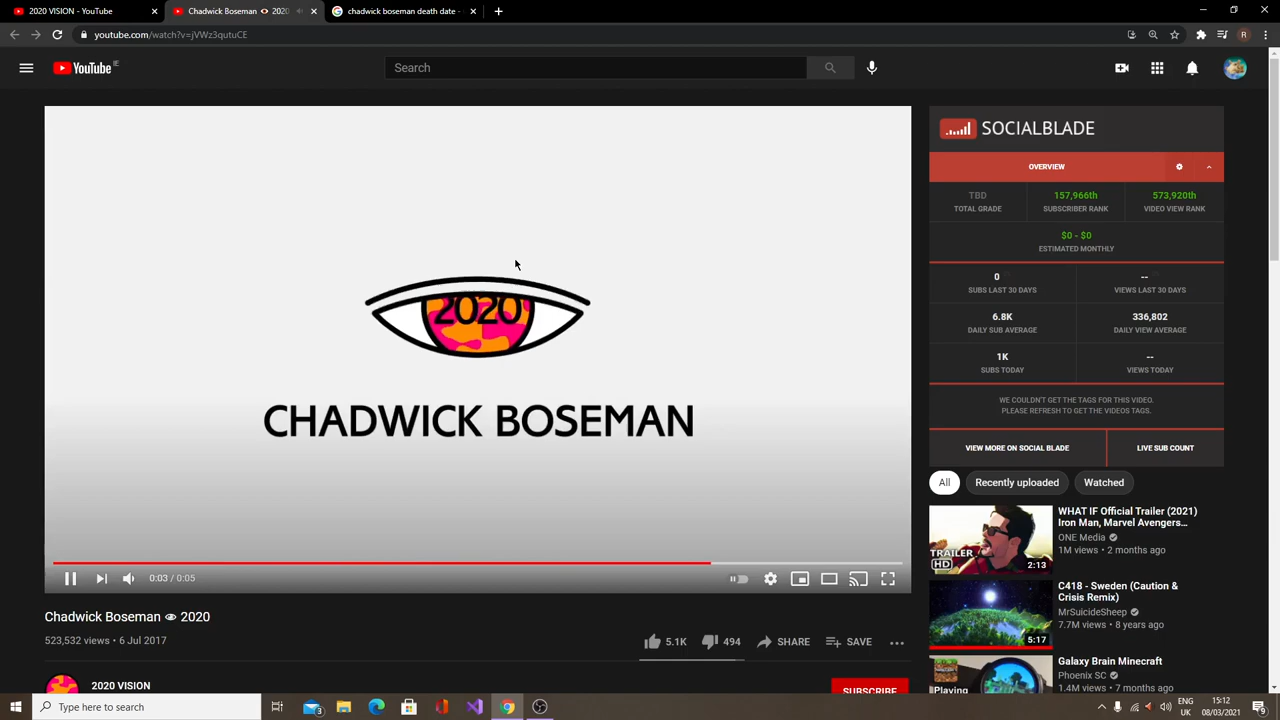 2020 VISION - YouTube
Chadwick Boseman 👁 2020
chadwick boseman death date -
youtube.com/watch?v=jVWz3qutuCE
R
YouTube IE
Search
SOCIALBLADE
OVERVIEW
TBD
157,966th
573,920th
TOTAL GRADE
SUBSCRIBER RANK
VIDEO VIEW RANK
$0 - $0
ESTIMATED MONTHLY
0
--
SUBS LAST 30 DAYS
VIEWS LAST 30 DAYS
6.8K
336,802
DAILY SUB AVERAGE
DAILY VIEW AVERAGE
1K
--
SUBS TODAY
VIEWS TODAY
WE COULDN'T GET THE TAGS FOR THIS VIDEO.
PLEASE REFRESH TO GET THE VIDEOS TAGS.
VIEW MORE ON SOCIAL BLADE
LIVE SUB COUNT
2020
CHADWICK BOSEMAN
0:03 / 0:05
Chadwick Boseman 👁 2020
523,532 views • 6 Jul 2017
5.1K
494
SHARE
SAVE
2020 VISION
SUBSCRIBE
All
Recently uploaded
Watched
TRAILER
HD
2:13
WHAT IF Official Trailer (2021)
Iron Man, Marvel Avengers...
ONE Media
1M views • 2 months ago
5:17
C418 - Sweden (Caution &
Crisis Remix)
MrSuicideSheep
7.7M views • 8 years ago
Playing
Galaxy Brain Minecraft
Phoenix SC
1.4M views • 7 months ago
Type here to search
3
ENG
UK
15:12
08/03/2021
9